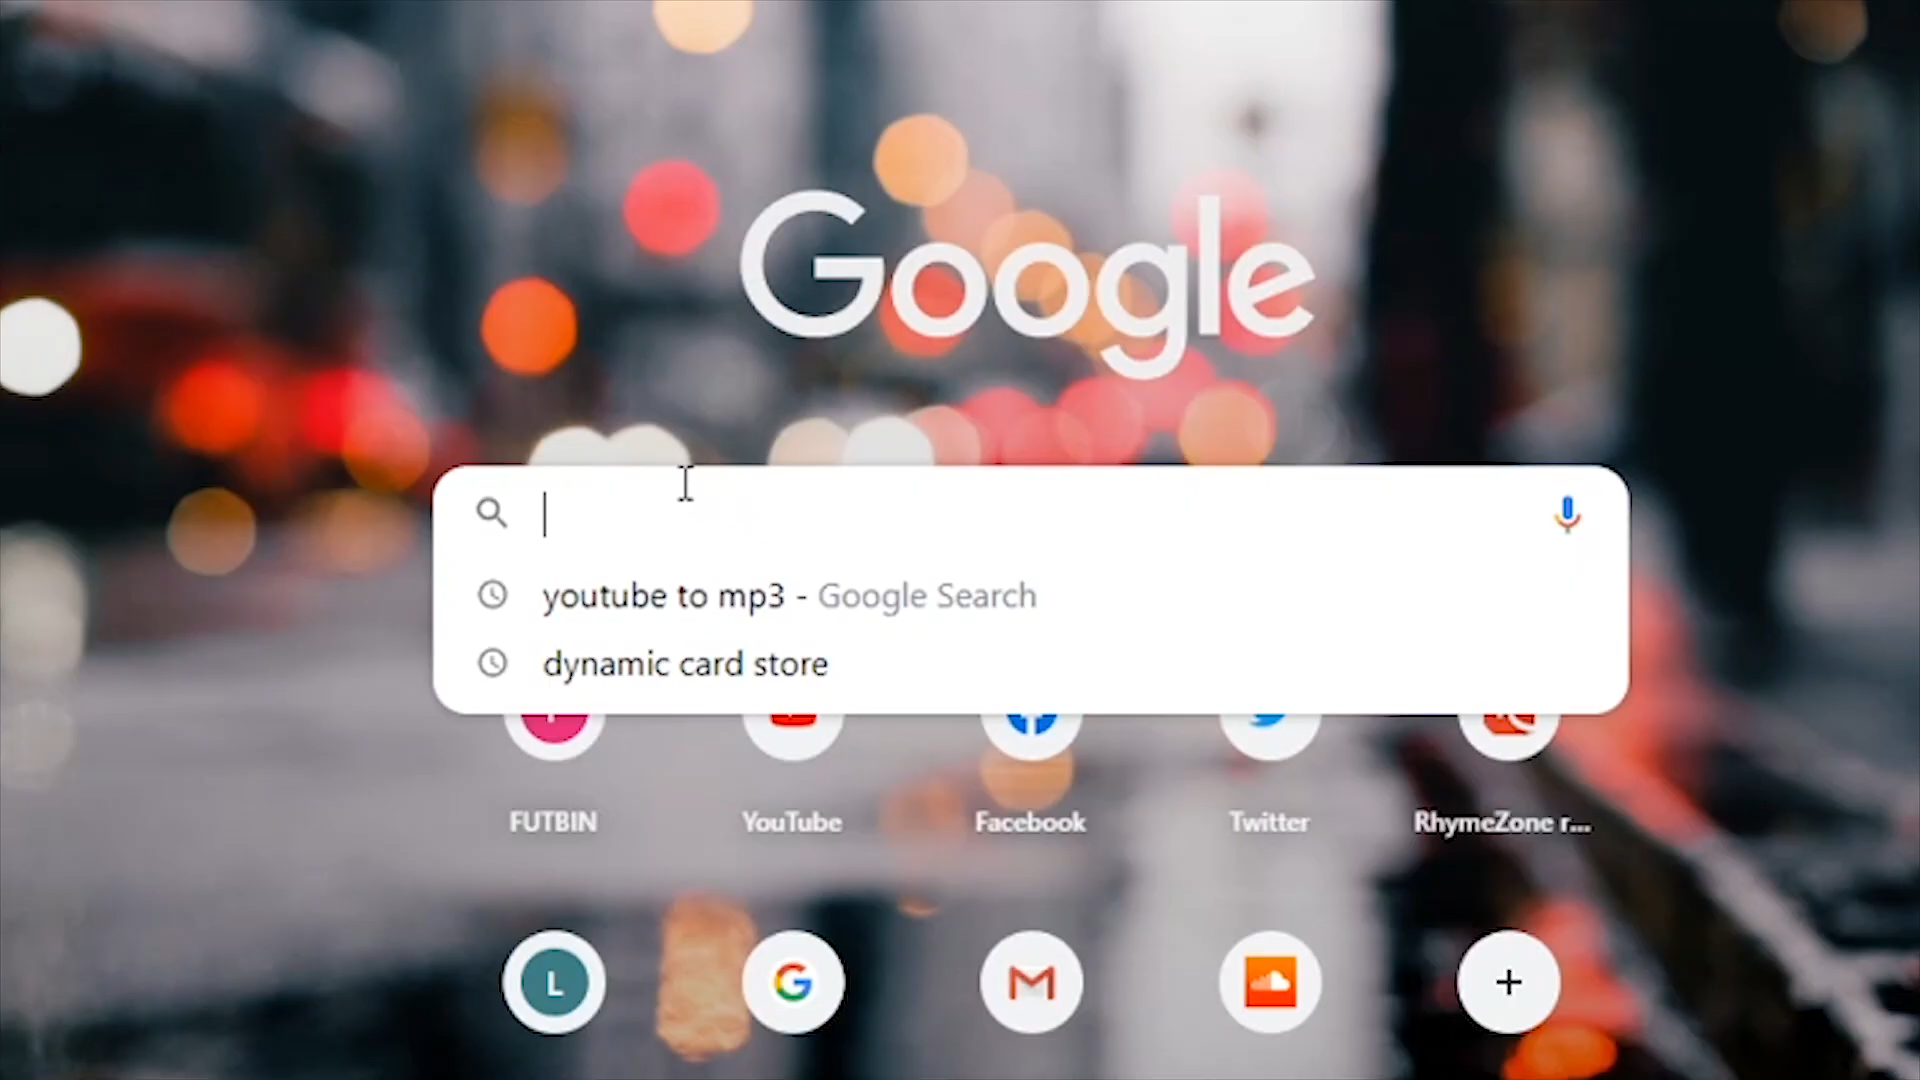 Google
youtube to mp3 - Google Search
dynamic card store
FUTBIN
YouTube
Facebook
Twitter
RhymeZone r...
L